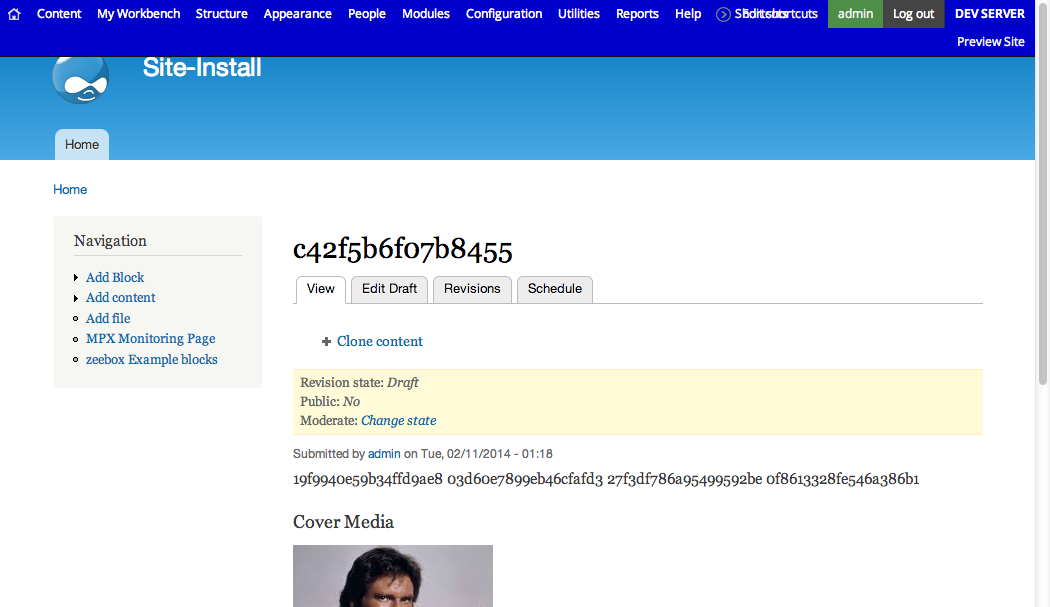 Content My Workbench Structure Appearance People Modules Configuration Utilities Reports Help Edit shortcuts admin Log out DEV SERVER
Preview Site
Site-Install
Home
Home
Navigation
Add Block
Add content
Add file
MPX Monitoring Page
zeebox Example blocks
c42f5b6f07b8455
View Edit Draft Revisions Schedule
Clone content
Revision state: Draft
Public: No
Moderate: Change state
Submitted by admin on Tue, 02/11/2014 - 01:18
19f9940e59b34ffd9ae8 03d60e7899eb46cfafd3 27f3df786a95499592be 0f8613328fe546a386b1
Cover Media